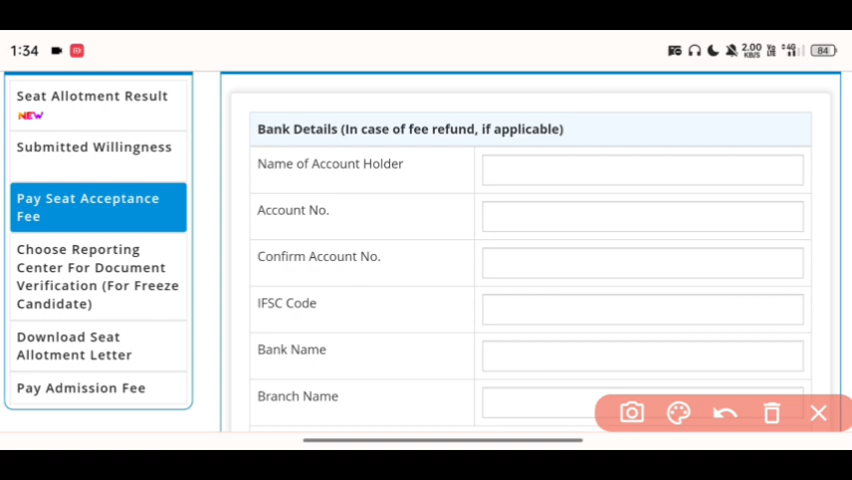 1:34
2.00 KB/S
4G
84
Seat Allotment Result
NEW
Submitted Willingness
Pay Seat Acceptance
Fee
Choose Reporting
Center For Document
Verification (For Freeze
Candidate)
Download Seat
Allotment Letter
Pay Admission Fee
Bank Details (In case of fee refund, if applicable)
Name of Account Holder
Account No.
Confirm Account No.
IFSC Code
Bank Name
Branch Name